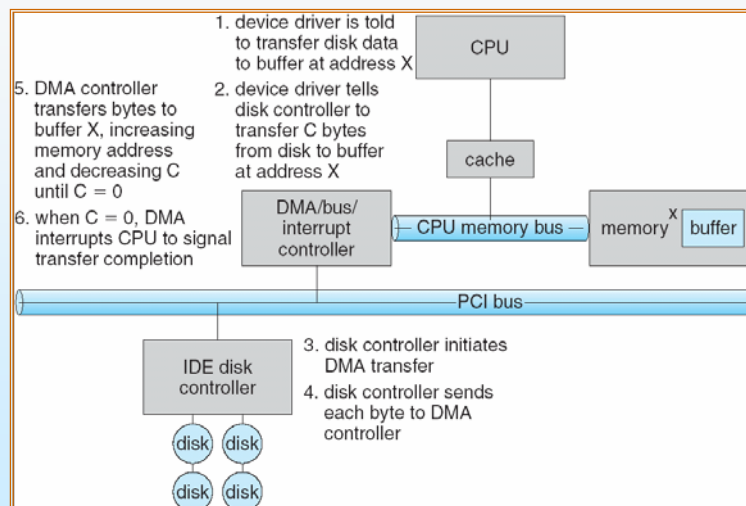 1. device driver is told
to transfer disk data
to buffer at address X
CPU
5. DMA controller
transfers bytes to
buffer X, increasing
memory address
and decreasing C
until C = 0
2. device driver tells
disk controller to
transfer C bytes
from disk to buffer
at address X
cache
6. when C = 0, DMA
interrupts CPU to signal
transfer completion
DMA/bus/
interrupt
controller
CPU memory bus
memory
x
buffer
PCI bus
IDE disk
controller
3. disk controller initiates
DMA transfer
4. disk controller sends
each byte to DMA
controller
disk
disk
disk
disk